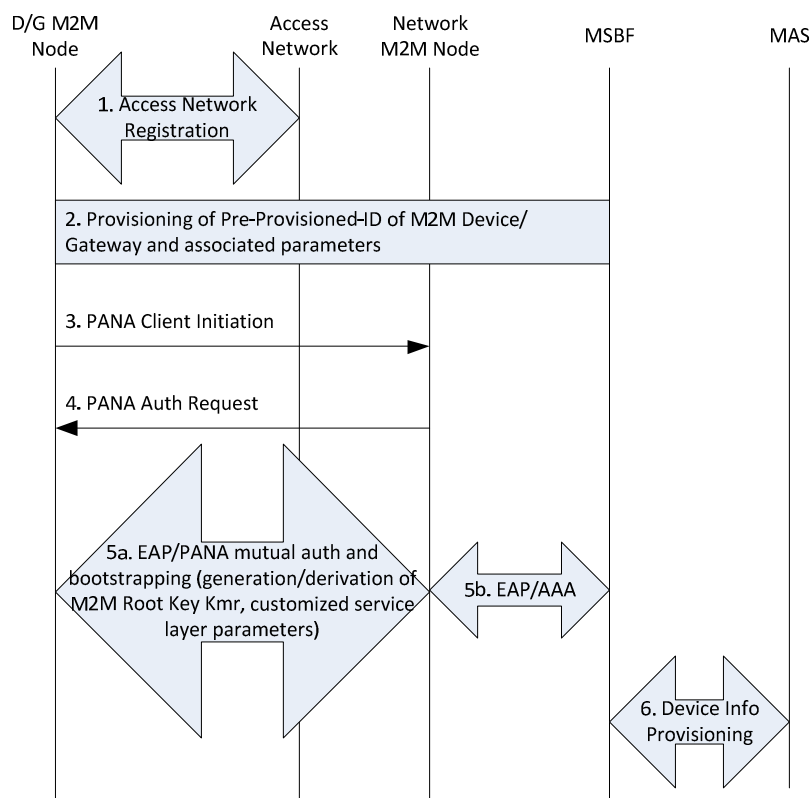 D/G M2M
Node
Access
Network
Network
M2M Node
MSBF
MAS
1. Access Network
Registration
2. Provisioning of Pre-Provisioned-ID of M2M Device/
Gateway and associated parameters
3. PANA Client Initiation
4. PANA Auth Request
5a. EAP/PANA mutual auth and
bootstrapping (generation/derivation of
M2M Root Key Kmr, customized service
layer parameters)
5b. EAP/AAA
6. Device Info
Provisioning